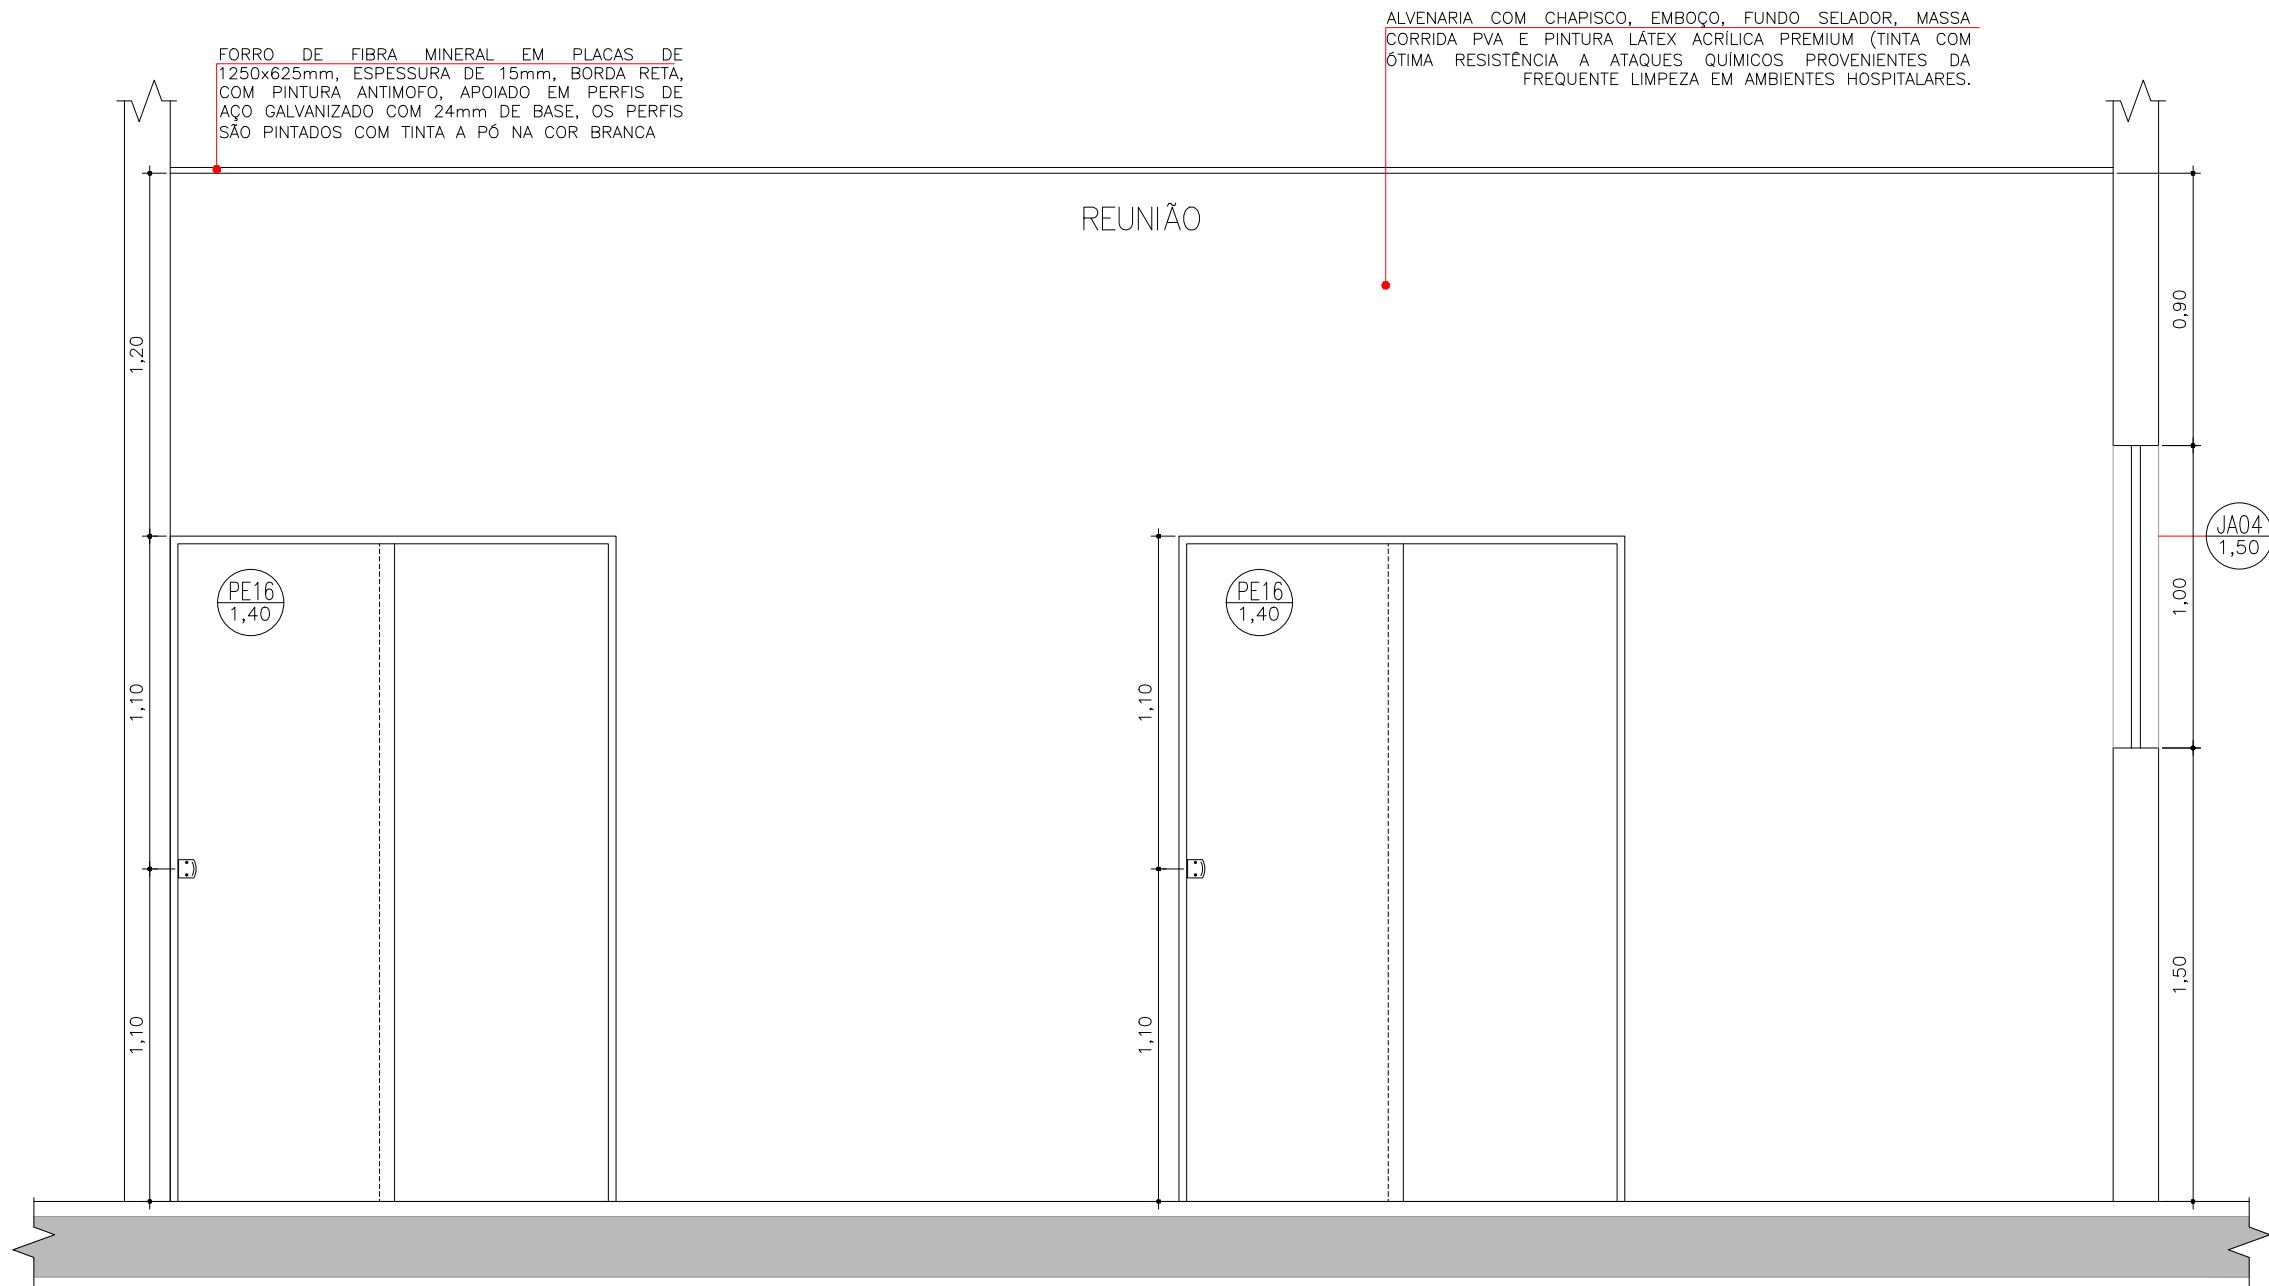 FORRO DE FIBRA MINERAL EM PLACAS DE
1250x625mm, ESPESSURA DE 15mm, BORDA RETA,
COM PINTURA ANTIMOFO, APOIADO EM PERFIS DE
AÇO GALVANIZADO COM 24mm DE BASE, OS PERFIS
SÃO PINTADOS COM TINTA A PÓ NA COR BRANCA
ALVENARIA COM CHAPISCO, EMBOÇO, FUNDO SELADOR, MASSA
CORRIDA PVA E PINTURA LÁTEX ACRÍLICA PREMIUM (TINTA COM
ÓTIMA RESISTÊNCIA A ATAQUES QUÍMICOS PROVENIENTES DA
FREQUENTE LIMPEZA EM AMBIENTES HOSPITALARES.
REUNIÃO
1,20
0,90
PE16
1,40
PE16
1,40
JA04
1,50
1,10
1,10
1,00
1,10
1,10
1,50